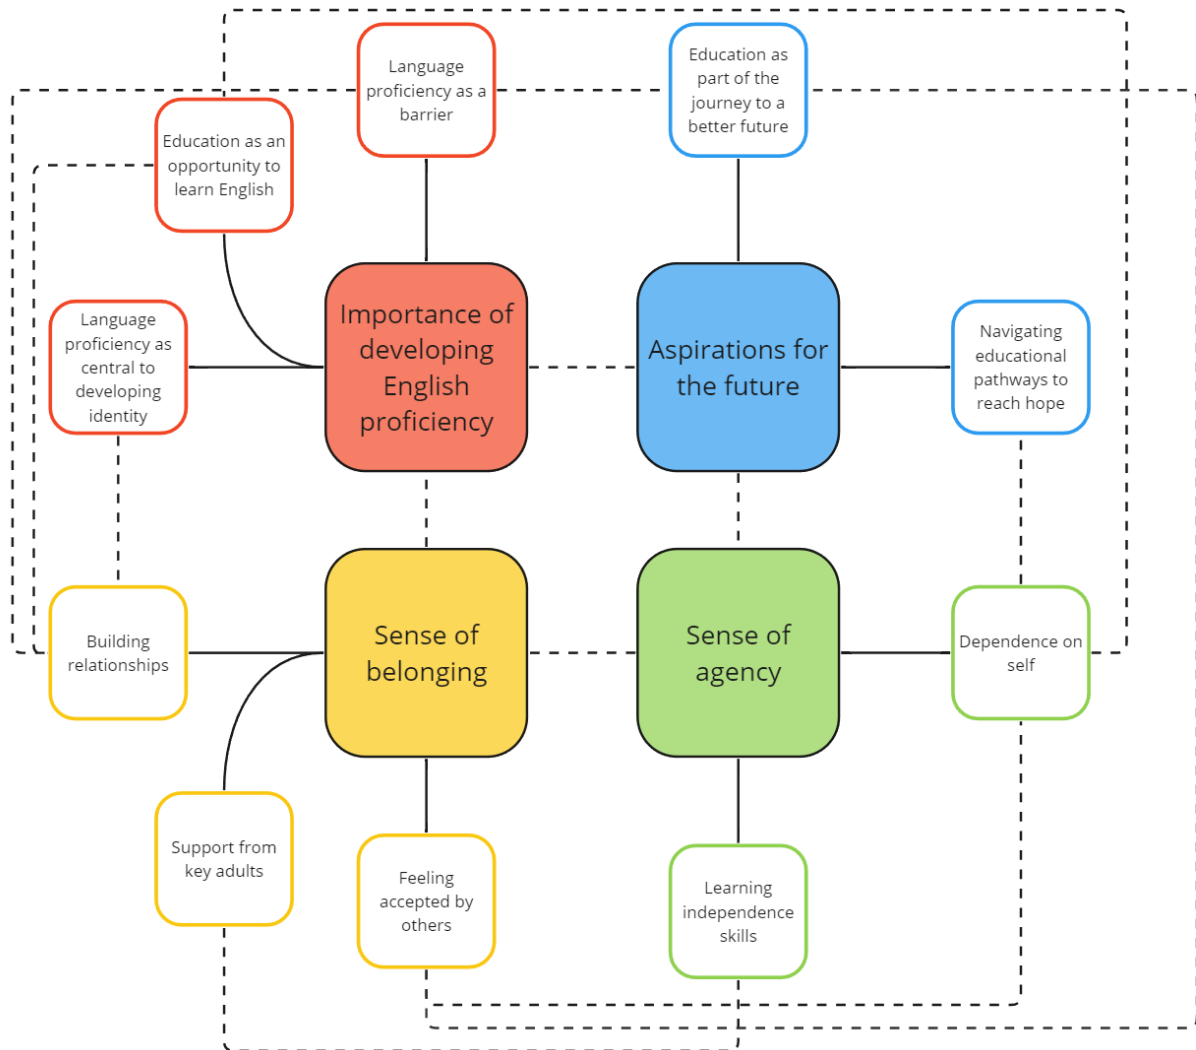 Language
proficiency as a
barrier
Education as
part of the
journey to a
better future
Education as an
opportunity to
learn English
Language
proficiency as
central to
developing
identity
Importance of
developing
English
proficiency
Aspirations for
the future
Navigating
educational
pathways to
reach hope
Building
relationships
Sense of
belonging
Sense of
agency
Dependence on
self
Support from
key adults
Feeling
accepted by
others
Learning
independence
skills